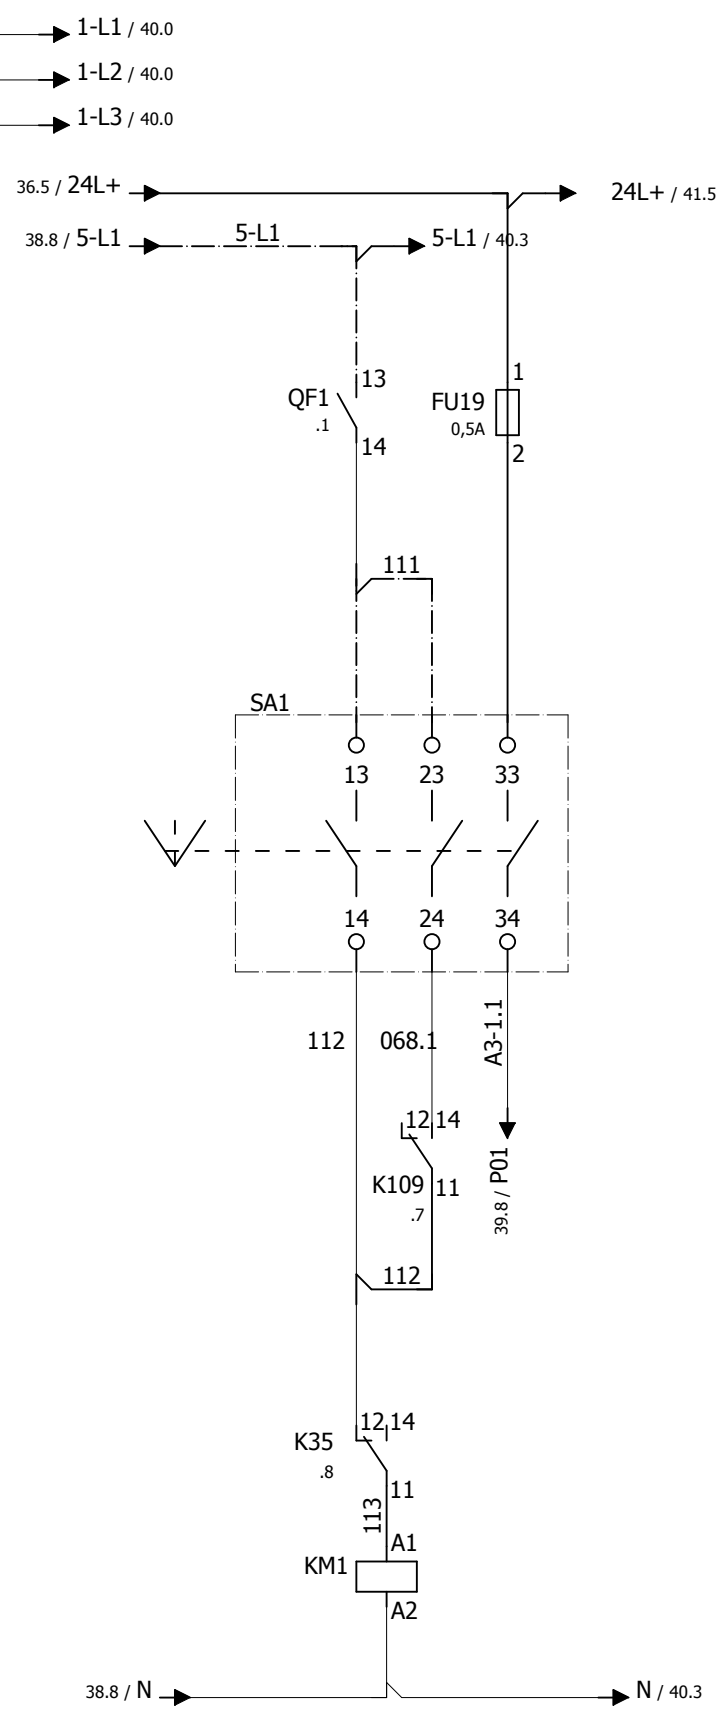 1-L1 / 40.0
1-L2 / 40.0
1-L3 / 40.0
36.5 / 24L+
24L+ / 41.5
38.8 / 5-L1
5-L1
5-L1 / 40.3
13
QF1
.1
14
1
FU19
0,5A
2
111
SA1
13 23 33
14 24 34
112
068.1
A3-1.1
12 14
K109
.7
11
39.8 / P01
112
12 14
K35
.8
11
113
A1
KM1
A2
38.8 / N
N / 40.3